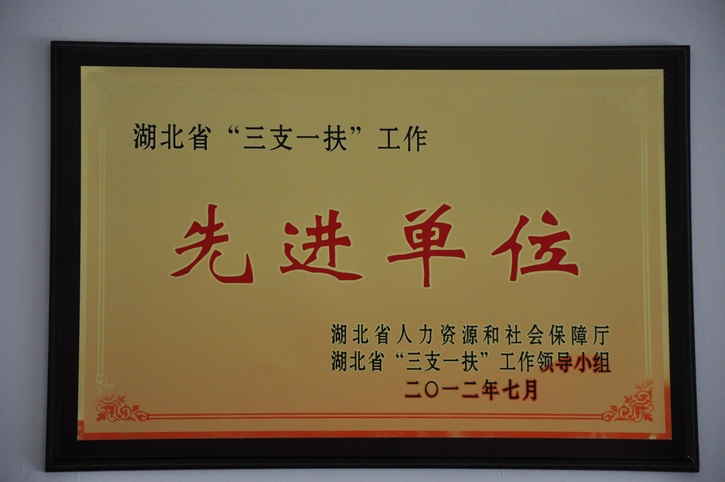 湖北省“三支一扶”工作
先进单位
湖北省人力资源和社会保障厅
湖北省“三支一扶”工作领导小组
二〇一二年七月